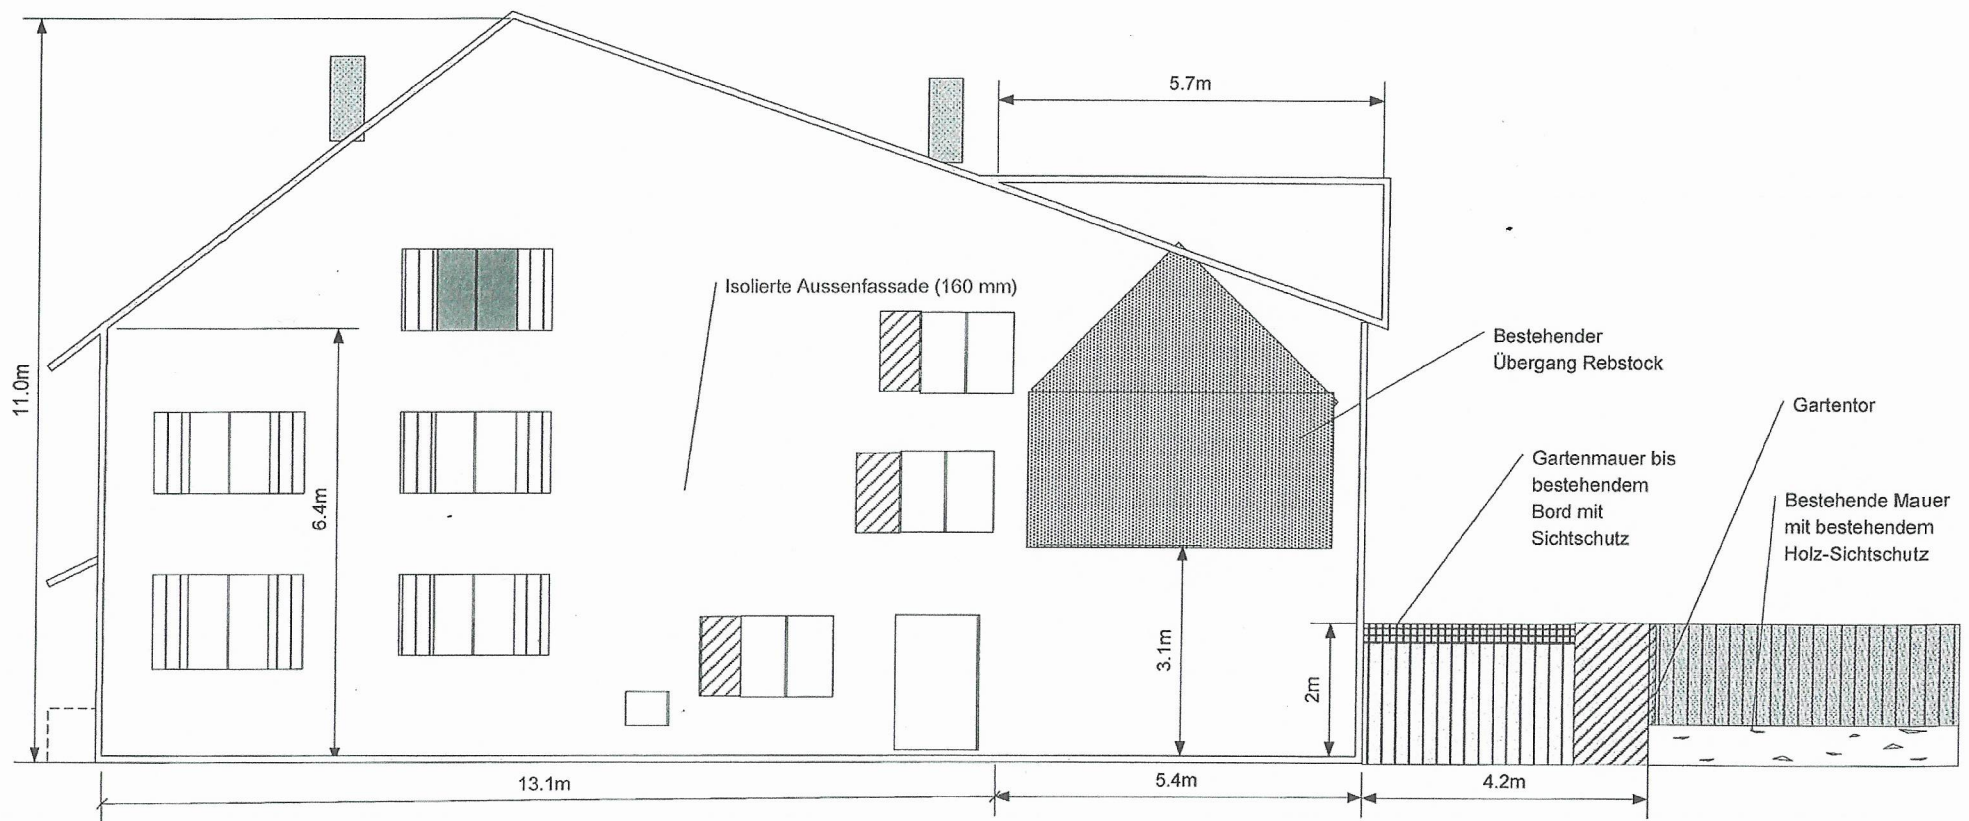 5.7m
Isolierte Aussenfassade (160 mm)
Bestehender
Übergang Rebstock
11.0m
Gartentor
Gartenmauer bis
bestehendem
Bord mit
Sichtschutz
6.4m
Bestehende Mauer
mit bestehendem
Holz-Sichtschutz
3.1m
2m
13.1m
5.4m
4.2m